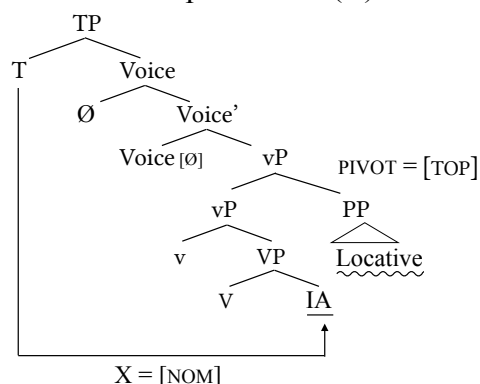 TP
T Voice
Ø Voice’
Voice [Ø] vP PIVOT = [TOP]
vP PP
v VP Locative
V IA
X = [NOM]